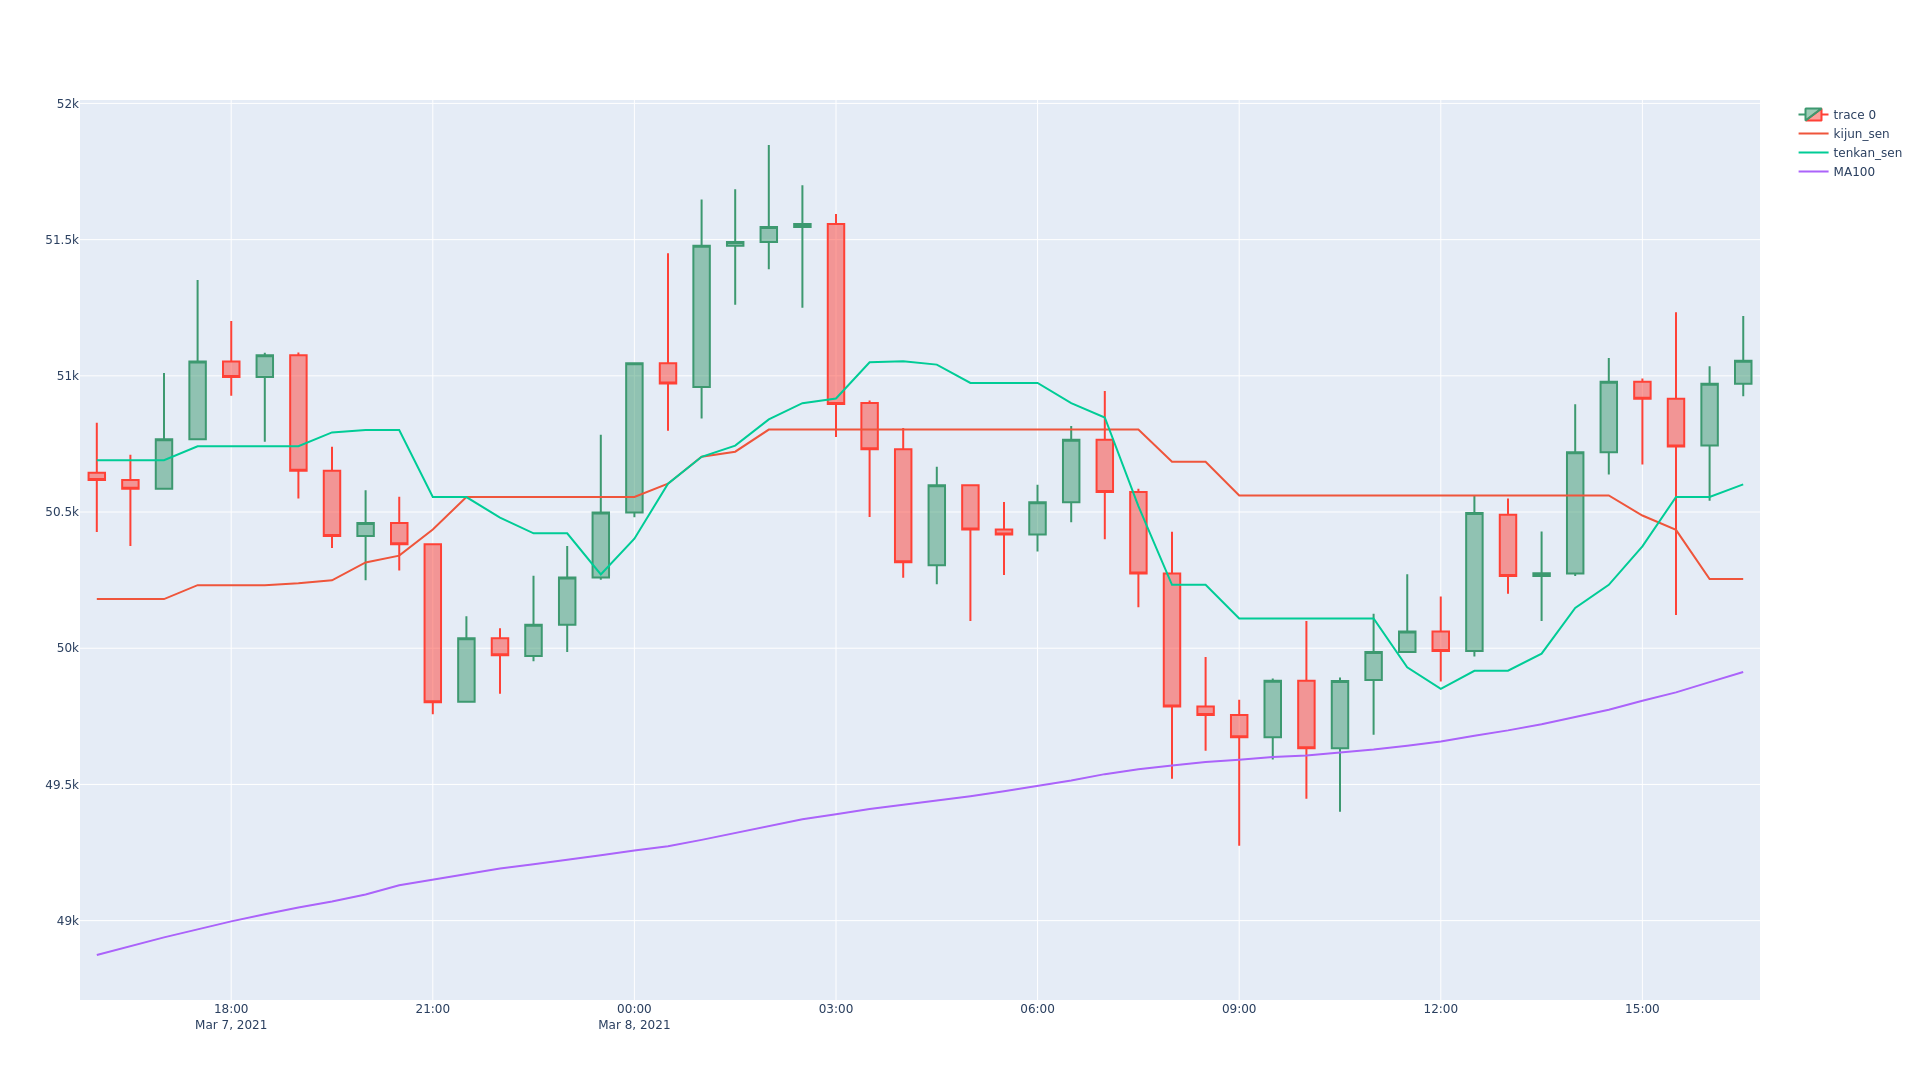 52k
51.5k
51k
50.5k
50k
49.5k
49k
18:00
Mar 7, 2021
21:00
00:00
Mar 8, 2021
03:00
06:00
09:00
12:00
15:00
trace 0
kijun_sen
tenkan_sen
MA100